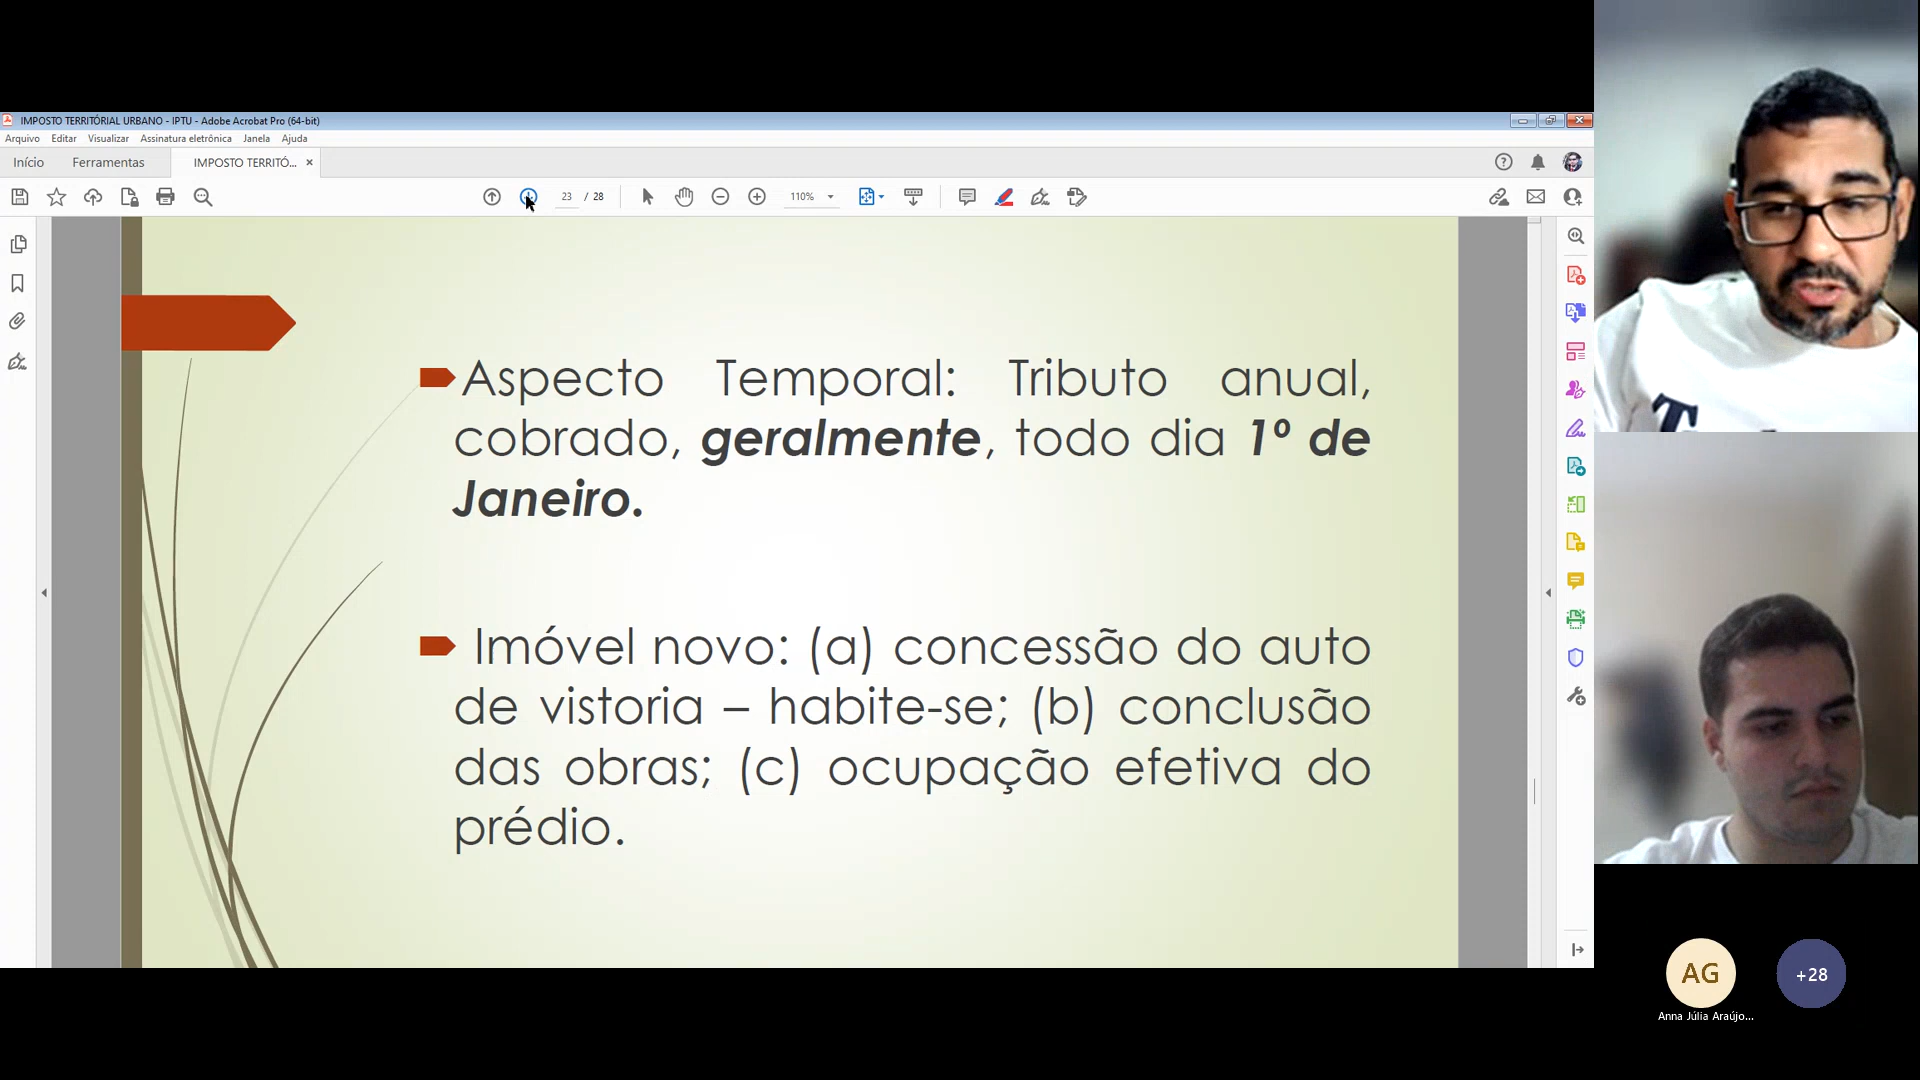 IMPOSTO TERRITÓRIAL URBANO - IPTU - Adobe Acrobat Pro (64-bit)
Arquivo Editar Visualizar Assinatura eletrônica Janela Ajuda
Início Ferramentas IMPOSTO TERRITÓ... ×
23 / 28 110%
Aspecto Temporal: Tributo anual,
cobrado, geralmente, todo dia 1º de
Janeiro.
Imóvel novo: (a) concessão do auto
de vistoria – habite-se; (b) conclusão
das obras; (c) ocupação efetiva do
prédio.
T
AG
+28
Anna Júlia Araújo...